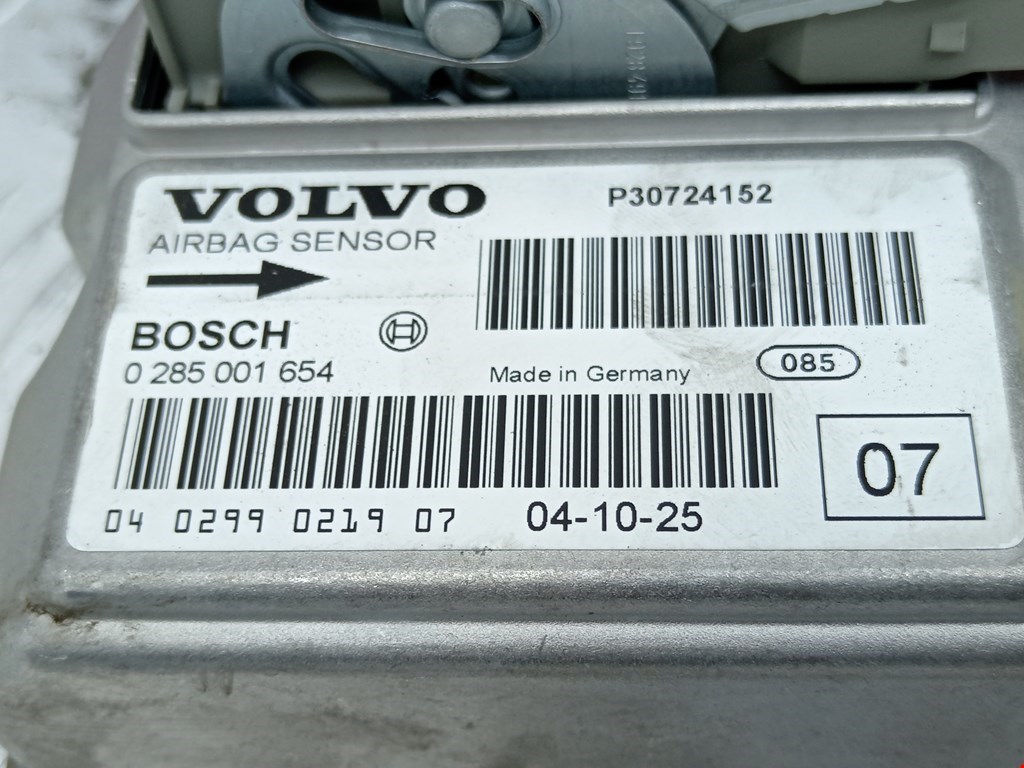 VOLVO
P30724152
AIRBAG SENSOR
BOSCH
0 285 001 654
Made in Germany
085
07
04 0299 0219 07
04-10-25